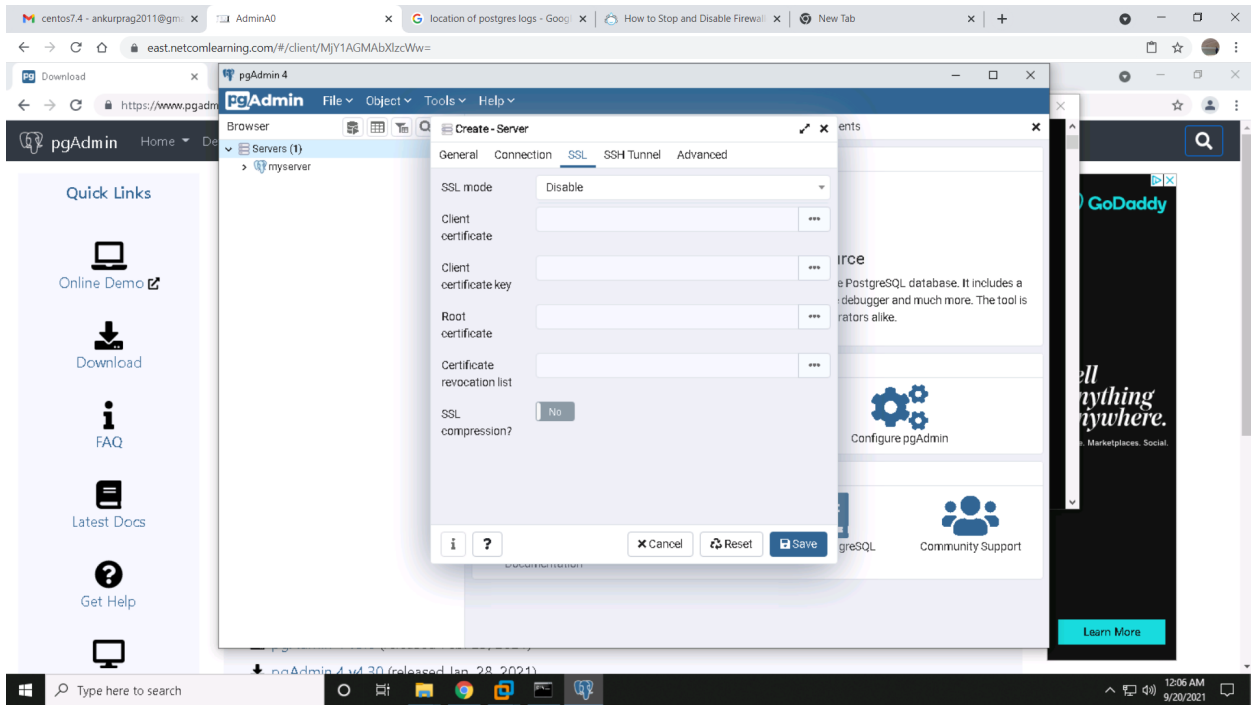 centos7.4 - ankurprag2011@gm
AdminA0
location of postgres logs - Goog
How to Stop and Disable Firewall
New Tab
east.netcomlearning.com/#/client/MjY1AGMAbXlzcWw=
Download
https://www.pgadm
pgAdmin
Home
De
Quick Links
Online Demo
Download
FAQ
Latest Docs
Get Help
pgAdmin 4
pgAdmin
File
Object
Tools
Help
Browser
Servers (1)
myserver
Create - Server
General
Connection
SSL
SSH Tunnel
Advanced
SSL mode
Disable
Client
certificate
Client
certificate key
Root
certificate
Certificate
revocation list
SSL
compression?
No
i
?
Cancel
Reset
Save
ents
urce
e PostgreSQL database. It includes a
debugger and much more. The tool is
rators alike.
Configure pgAdmin
greSQL
Documentation
Community Support
GoDaddy
ell
nything
nywhere.
e. Marketplaces. Social.
Learn More
pgAdmin 4 v4.30 (released Jan. 28, 2021)
Type here to search
12:06 AM
9/20/2021